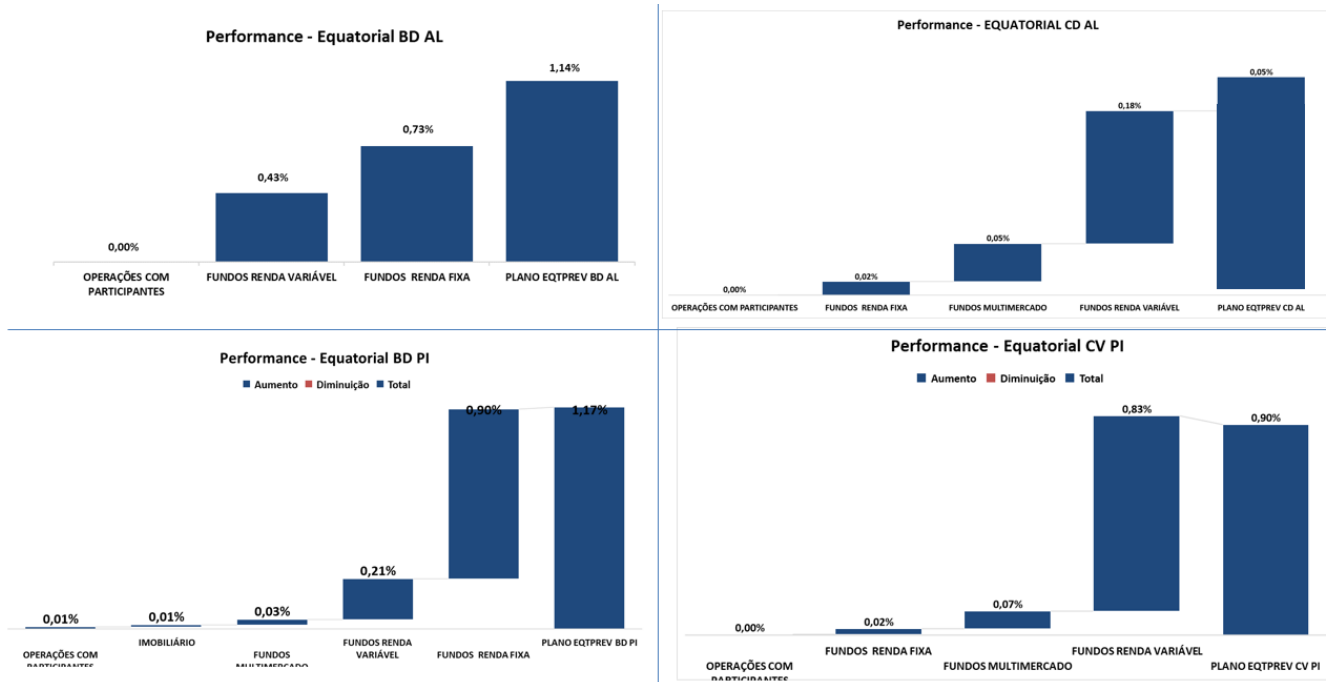 Performance - Equatorial BD AL
1,14%
0,73%
0,43%
0,00%
OPERAÇÕES COM
PARTICIPANTES
FUNDOS RENDA VARIÁVEL
FUNDOS RENDA FIXA
PLANO EQTPREV BD AL
Performance - EQUATORIAL CD AL
0,05%
0,18%
0,05%
0,02%
0,00%
OPERAÇÕES COM PARTICIPANTES
FUNDOS RENDA FIXA
FUNDOS MULTIMERCADO
FUNDOS RENDA VARIÁVEL
PLANO EQTPREV CD AL
Performance - Equatorial BD PI
Aumento Diminuição Total
0,90%
1,17%
0,21%
0,03%
0,01%
0,01%
OPERAÇÕES COM
PARTICIPANTES
IMOBILIÁRIO
FUNDOS
MULTIMERCADO
FUNDOS RENDA
VARIÁVEL
FUNDOS RENDA FIXA
PLANO EQTPREV BD PI
Performance - Equatorial CV PI
Aumento Diminuição Total
0,83%
0,90%
0,07%
0,02%
0,00%
OPERAÇÕES COM
PARTICIPANTES
FUNDOS RENDA FIXA
FUNDOS MULTIMERCADO
FUNDOS RENDA VARIÁVEL
PLANO EQTPREV CV PI